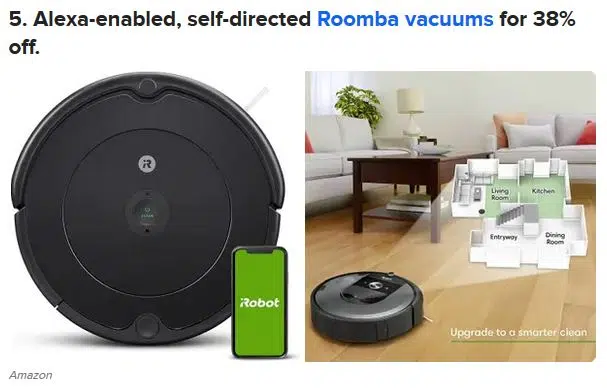 5. Alexa-enabled, self-directed Roomba vacuums for 38%
off.
CLEAN
iRobot
Living
Room
Kitchen
Entryway
Dining
Room
Upgrade to a smarter clean
Amazon